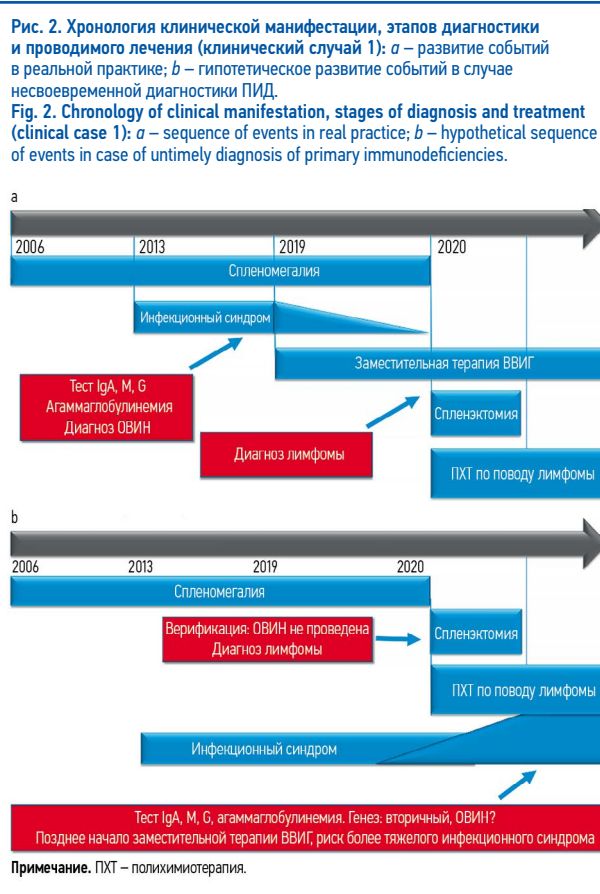 Рис. 2. Хронология клинической манифестации, этапов диагностики
и проводимого лечения (клинический случай 1): a – развитие событий
в реальной практике; b – гипотетическое развитие событий в случае
несвоевременной диагностики ПИД.
Fig. 2. Chronology of clinical manifestation, stages of diagnosis and treatment
(clinical case 1): a – sequence of events in real practice; b – hypothetical sequence
of events in case of untimely diagnosis of primary immunodeficiencies.
a
2006 2013 2019 2020
Спленомегалия
Инфекционный синдром
Заместительная терапия ВВИГ
Тест IgA, M, G
Агаммаглобулинемия
Диагноз ОВИН
Спленэктомия
Диагноз лимфомы
ПХТ по поводу лимфомы
b
2006 2013 2019 2020
Спленомегалия
Верификация: ОВИН не проведена
Диагноз лимфомы
Спленэктомия
ПХТ по поводу лимфомы
Инфекционный синдром
Тест IgA, M, G, агаммаглобулинемия. Генез: вторичный, ОВИН?
Позднее начало заместительной терапии ВВИГ, риск более тяжелого инфекционного синдрома
Примечание. ПХТ – полихимиотерапия.